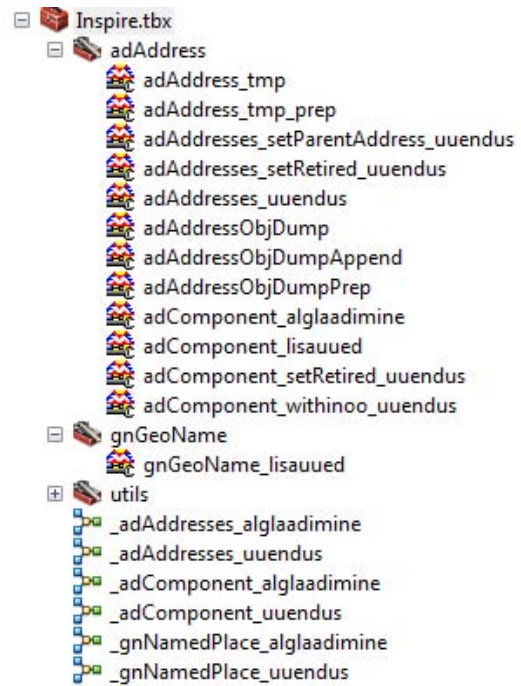 Inspire.tbx
adAddress
adAddress_tmp
adAddress_tmp_prep
adAddresses_setParentAddress_uuendus
adAddresses_setRetired_uuendus
adAddresses_uuendus
adAddressObjDump
adAddressObjDumpAppend
adAddressObjDumpPrep
adComponent_alglaadimine
adComponent_lisauued
adComponent_setRetired_uuendus
adComponent_withinoo_uuendus
gnGeoName
gnGeoName_lisauued
utils
_adAddresses_alglaadimine
_adAddresses_uuendus
_adComponent_alglaadimine
_adComponent_uuendus
_gnNamedPlace_alglaadimine
_gnNamedPlace_uuendus